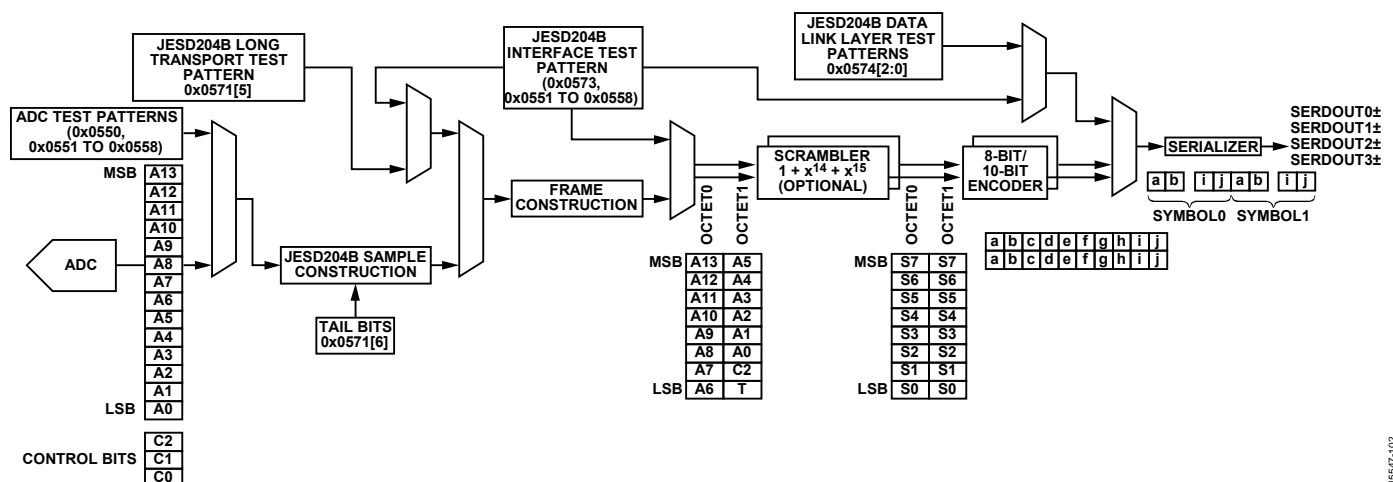 JESD204B LONG
TRANSPORT TEST
PATTERN
0x0571[5]
JESD204B
INTERFACE TEST
PATTERN
(0x0573,
0x0551 TO 0x0558)
JESD204B DATA
LINK LAYER TEST
PATTERNS
0x0574[2:0]
ADC TEST PATTERNS
(0x0550,
0x0551 TO 0x0558)
MSB A13
A12
A11
A10
A9
A8
A7
A6
A5
A4
A3
A2
A1
LSB A0
CONTROL BITS
C2
C1
C0
ADC
JESD204B SAMPLE
CONSTRUCTION
TAIL BITS
0x0571[6]
FRAME
CONSTRUCTION
SCRAMBLER
1 + x14 + x15
(OPTIONAL)
8-BIT/
10-BIT
ENCODER
SERIALIZER
SERDOUT0±
SERDOUT1±
SERDOUT2±
SERDOUT3±
OCTET0 OCTET1
MSB A13 A5
A12 A4
A11 A3
A10 A2
A9 A1
A8 A0
A7 C2
LSB A6 T
OCTET0 OCTET1
MSB S7 S7
S6 S6
S5 S5
S4 S4
S3 S3
S2 S2
S1 S1
LSB S0 S0
a b i j a b i j
SYMBOL0 SYMBOL1
a b c d e f g h i j
a b c d e f g h i j